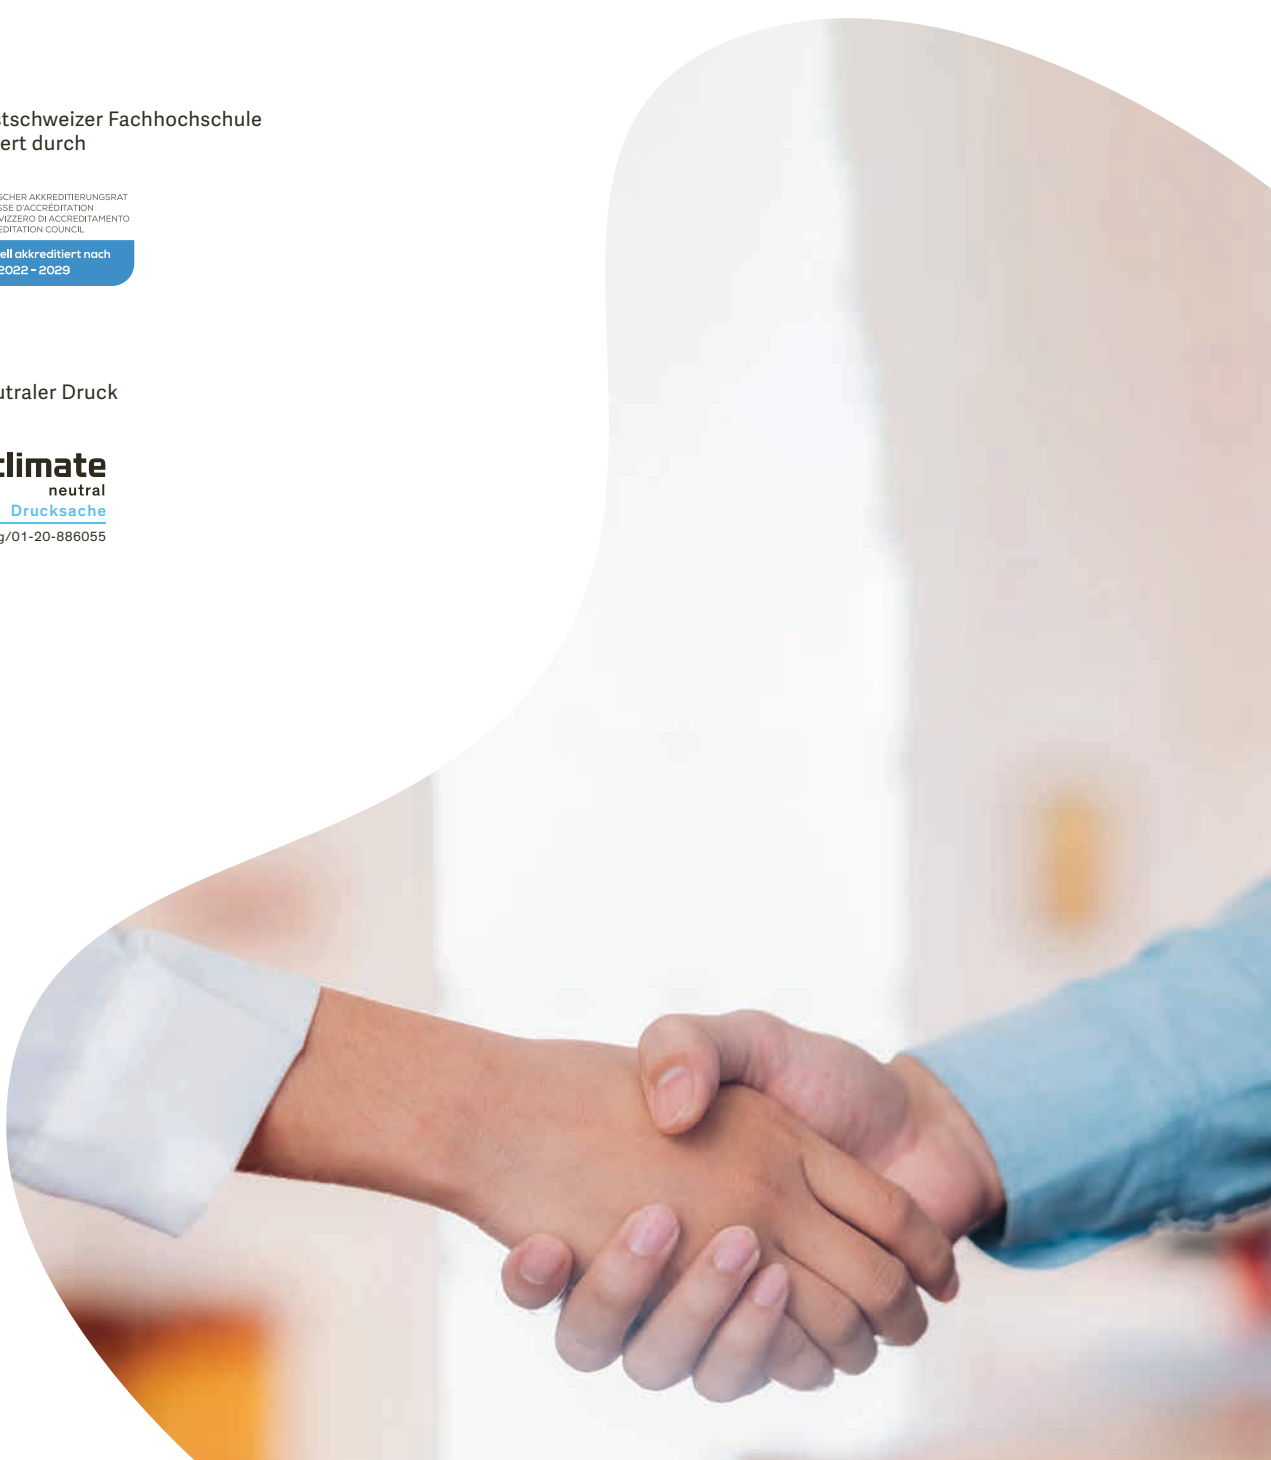 stschweizer Fachhochschule
ert durch
SCHER AKKREDITIERUNGSRAT
SSE D'ACCRÉDITATION
VIZZERO DI ACCREDITAMENTO
EDITATION COUNCIL
ell akkreditiert nach
2022 - 2029
utraler Druck
climate
neutral
Drucksache
g/01-20-886055